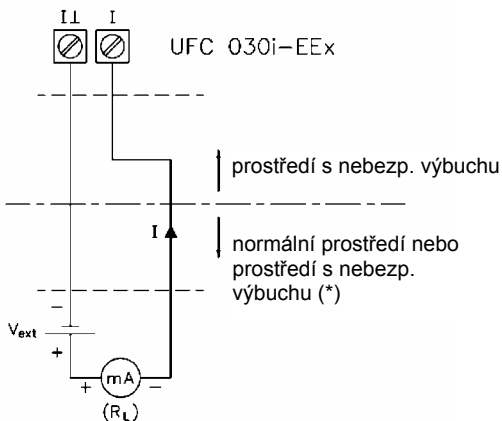 I⊥ I
UFC 030i-EEx
prostředí s nebezp. výbuchu
I
normální prostředí nebo
prostředí s nebezp.
výbuchu (*)
−
Vext
+
+ mA −
(RL)